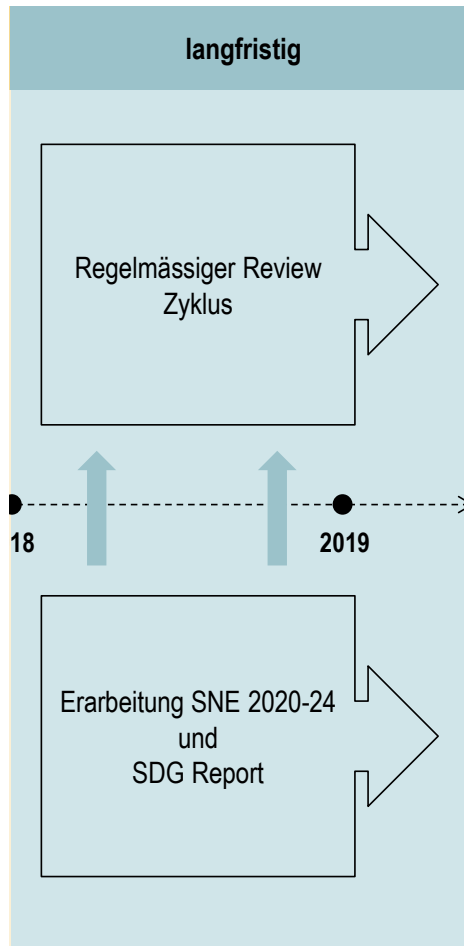 langfristig
Regelmässiger Review
Zyklus
18
2019
Erarbeitung SNE 2020-24
und
SDG Report